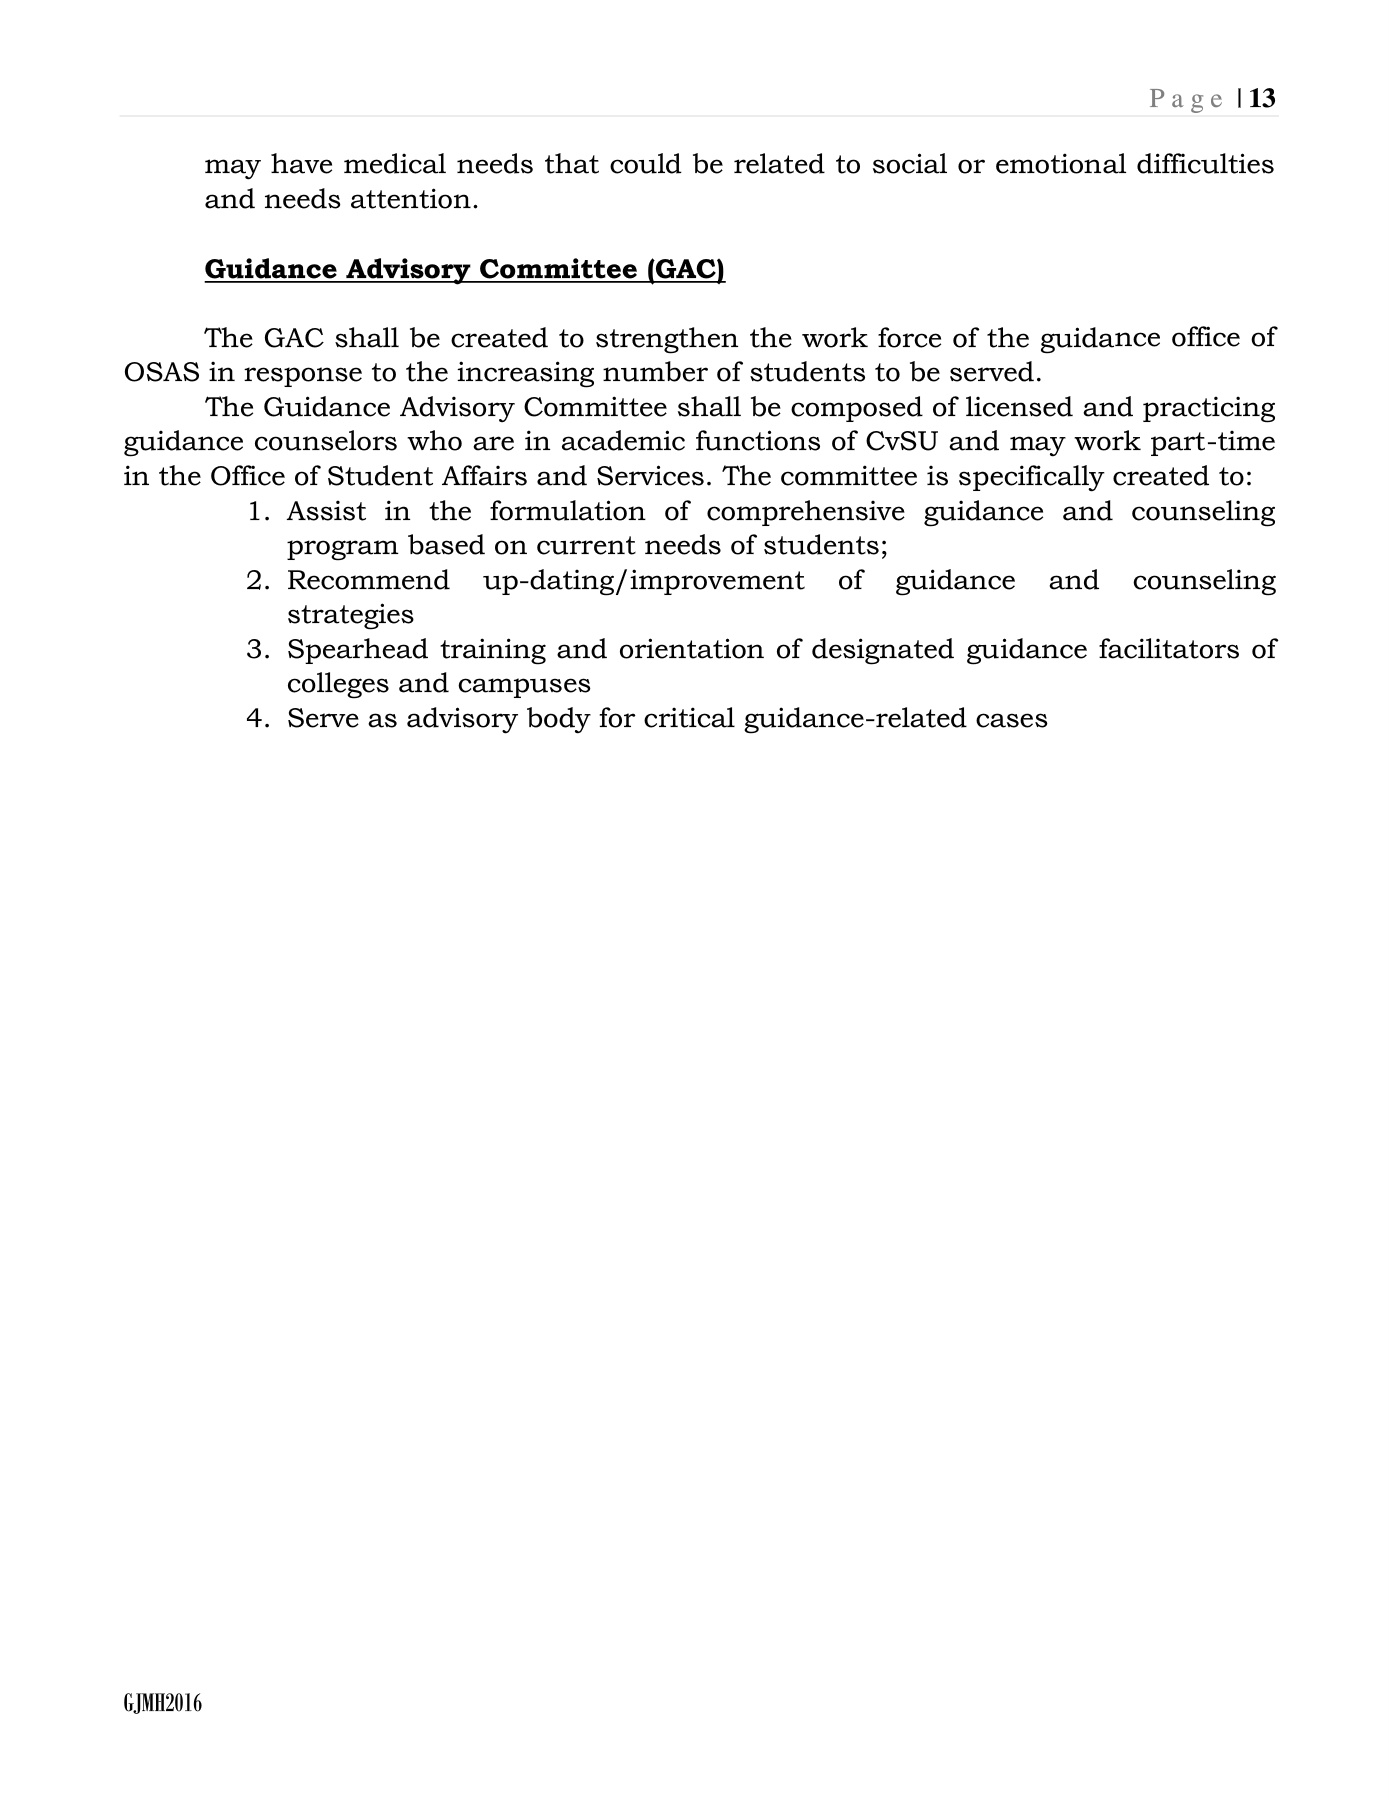 Page |13
may have medical needs that could be related to social or emotional difficulties
and needs attention.
Guidance Advisory Committee (GAC)
The GAC shall be created to strengthen the work force of the guidance office of
OSAS in response to the increasing number of students to be served.
The Guidance Advisory Committee shall be composed of licensed and practicing
guidance counselors who are in academic functions of CvSU and may work part-time
in the Office of Student Affairs and Services. The committee is specifically created to:
1. Assist in the formulation of comprehensive guidance and counseling
program based on current needs of students;
2. Recommend up-dating/improvement of guidance and counseling
strategies
3. Spearhead training and orientation of designated guidance facilitators of
colleges and campuses
4. Serve as advisory body for critical guidance-related cases
GJMH2016